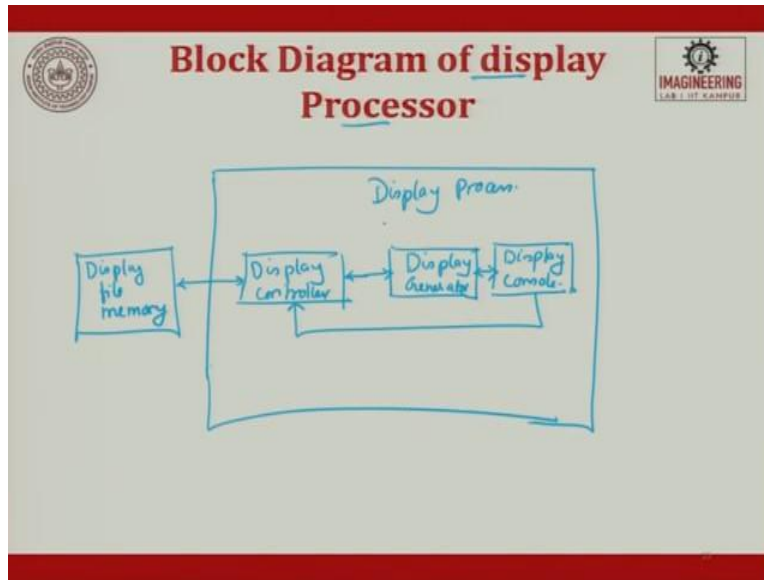 Block Diagram of display
Processor
IMAGINEERING
LAB | IIT KANPUR
Display Process.
Display
file
memory
Display
controller
Display
Generator
Display
Console.